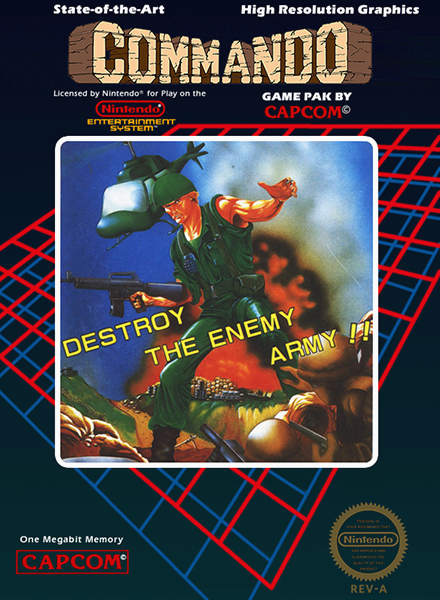 State-of-the-Art
High Resolution Graphics
COMMANDO
Licensed by Nintendo® for Play on the
Nintendo®
ENTERTAINMENT
SYSTEM™
GAME PAK BY
CAPCOM©
DESTROY
THE ENEMY
ARMY !!
One Megabit Memory
CAPCOM©
Nintendo
REV-A